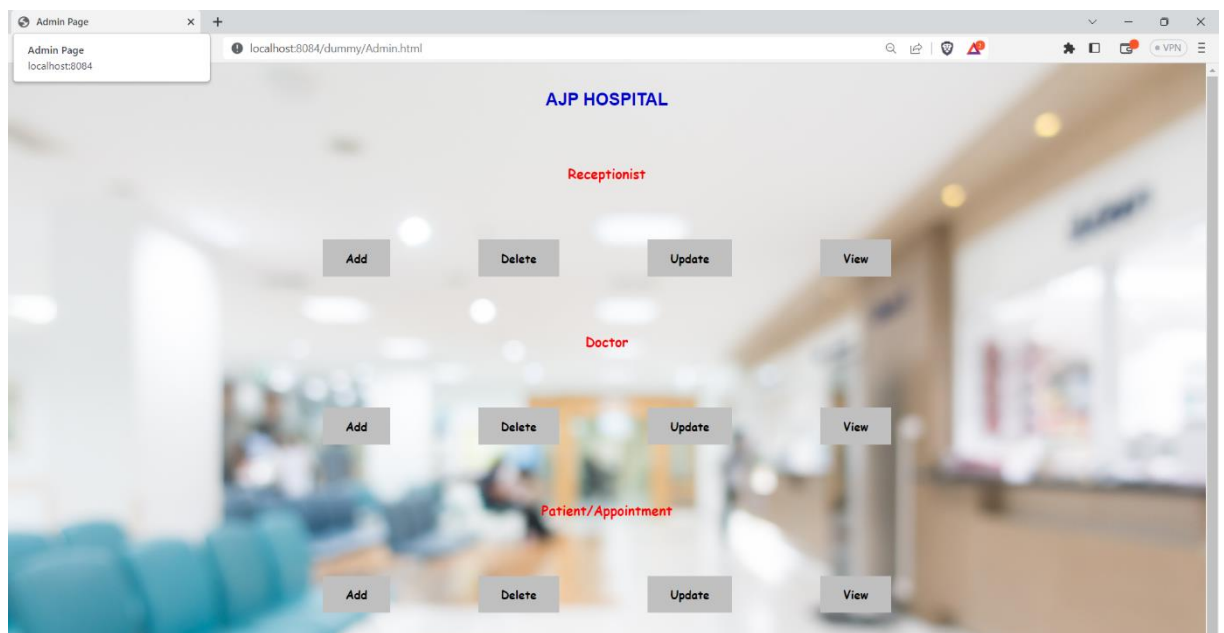 Admin Page
Admin Page
localhost:8084
localhost:8084/dummy/Admin.html
VPN
AJP HOSPITAL
Receptionist
Add Delete Update View
Doctor
Add Delete Update View
Patient/Appointment
Add Delete Update View